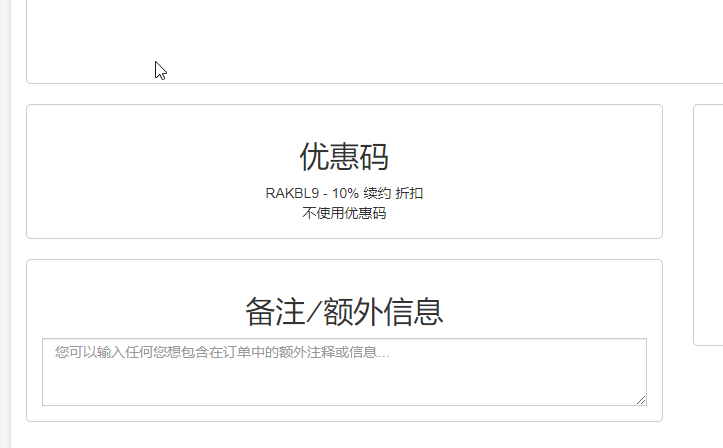 优惠码
RAKBL9 - 10% 续约 折扣
不使用优惠码
备注/额外信息
您可以输入任何您想包含在订单中的额外注释或信息...